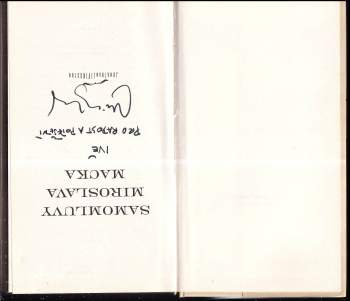 SAMOMLUVY
MIROSLAVA
MACKA
IVĚ
PRO RADOST A POTĚŠENÍ